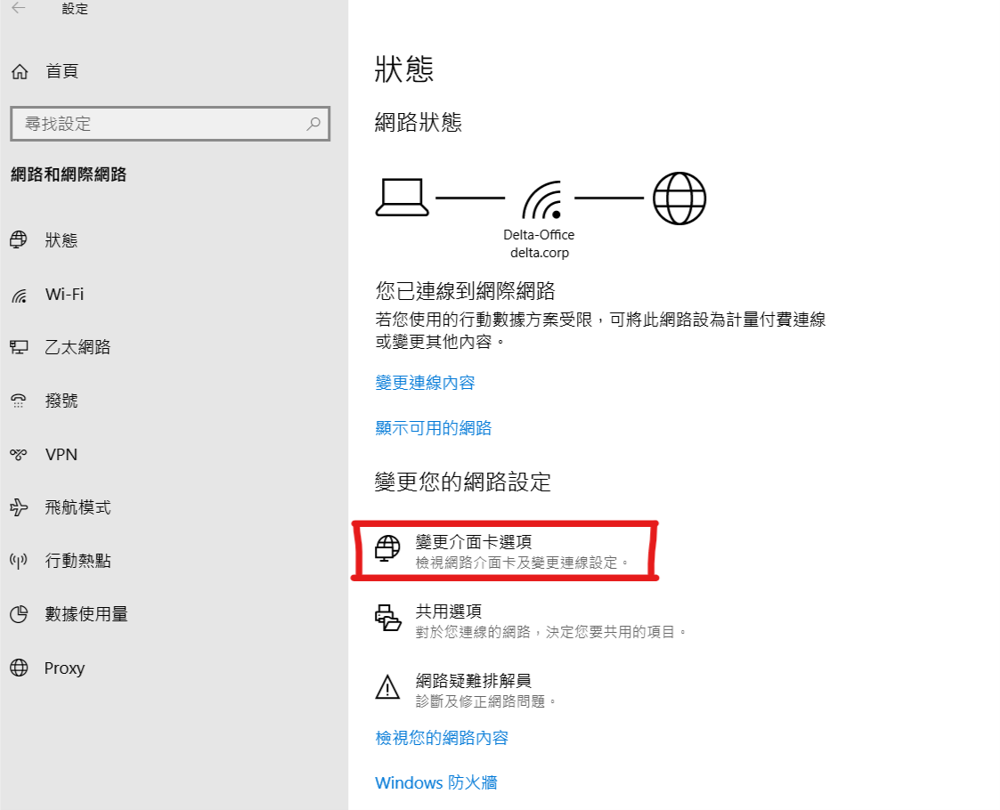 設定
首頁
尋找設定
網路和網際網路
狀態
Wi-Fi
乙太網路
撥號
VPN
飛航模式
行動熱點
數據使用量
Proxy
狀態
網路狀態
Delta-Office
delta.corp
您已連線到網際網路
若您使用的行動數據方案受限，可將此網路設為計量付費連線
或變更其他內容。
變更連線內容
顯示可用的網路
變更您的網路設定
變更介面卡選項
檢視網路介面卡及變更連線設定。
共用選項
對於您連線的網路，決定您要共用的項目。
網路疑難排解員
診斷及修正網路問題。
檢視您的網路內容
Windows 防火牆